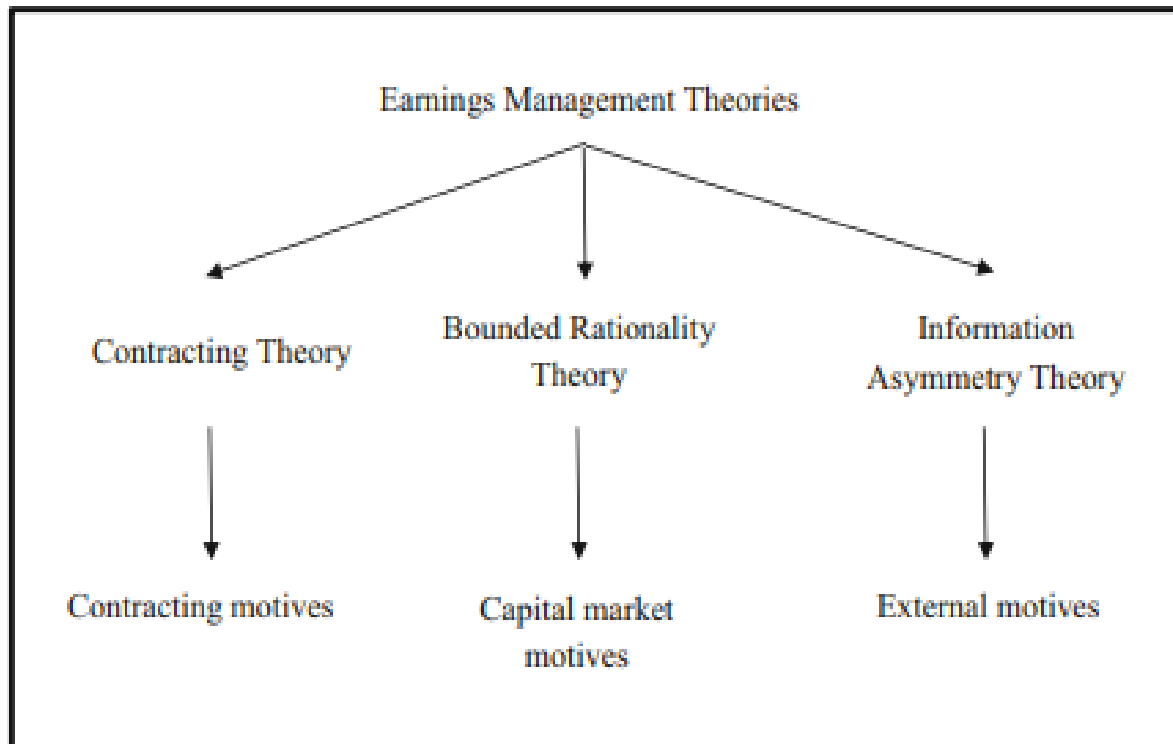 Earnings Management Theories
Contracting Theory
Bounded Rationality
Theory
Information
Asymmetry Theory
Contracting motives
Capital market
motives
External motives